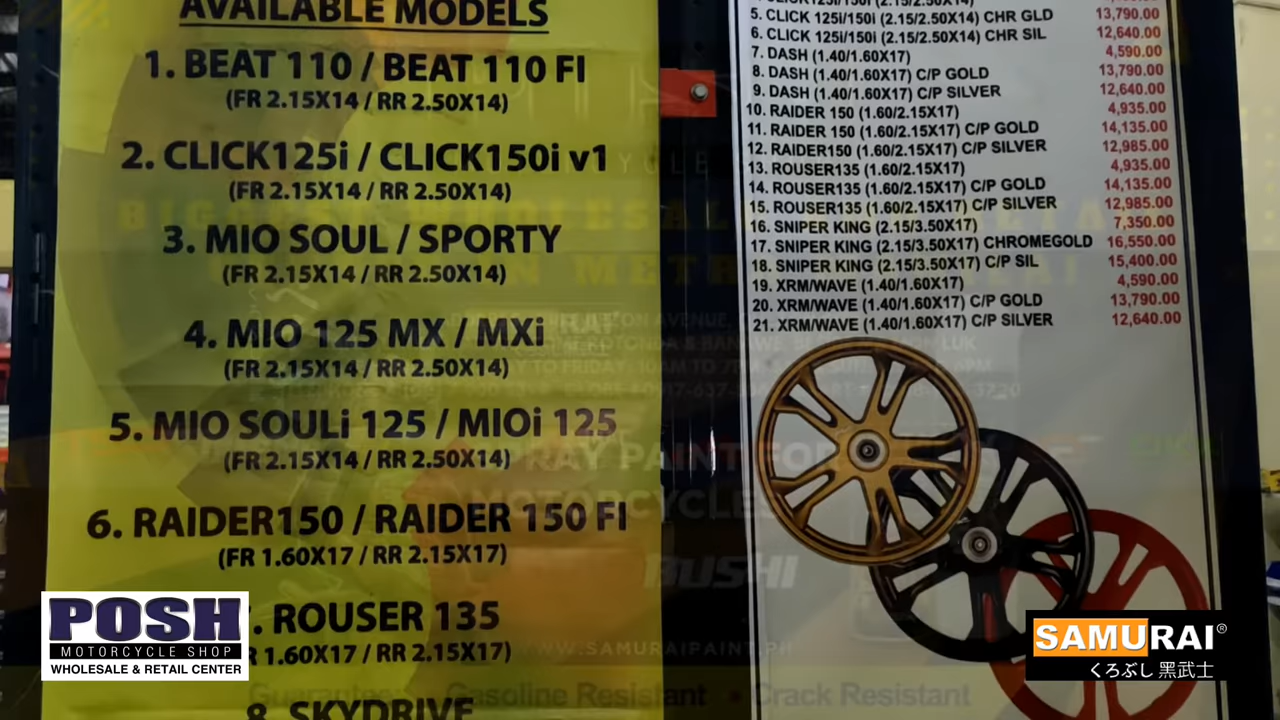 AVAILABLE MODELS
1. BEAT 110 / BEAT 110 FI
(FR 2.15X14 / RR 2.50X14)
2. CLICK125i / CLICK150i v1
(FR 2.15X14 / RR 2.50X14)
3. MIO SOUL / SPORTY
(FR 2.15X14 / RR 2.50X14)
4. MIO 125 MX / MXi
(FR 2.15X14 / RR 2.50X14)
5. MIO SOULi 125 / MIOi 125
(FR 2.15X14 / RR 2.50X14)
6. RAIDER150 / RAIDER 150 FI
(FR 1.60X17 / RR 2.15X17)
. ROUSER 135
1.60X17 / RR 2.15X17)
8. SKYDRIVE
5. CLICK 125i/150i (2.15/2.50X14) CHR GLD 13,790.00
6. CLICK 125i/150i (2.15/2.50X14) CHR SIL 12,640.00
7. DASH (1.40/1.60X17) 4,590.00
8. DASH (1.40/1.60X17) C/P GOLD 13,790.00
9. DASH (1.40/1.60X17) C/P SILVER 12,640.00
10. RAIDER 150 (1.60/2.15X17) 4,935.00
11. RAIDER 150 (1.60/2.15X17) C/P GOLD 14,135.00
12. RAIDER150 (1.60/2.15X17) C/P SILVER 12,985.00
13. ROUSER135 (1.60/2.15X17) 4,935.00
14. ROUSER135 (1.60/2.15X17) C/P GOLD 14,135.00
15. ROUSER135 (1.60/2.15X17) C/P SILVER 12,985.00
16. SNIPER KING (2.15/3.50X17) 7,350.00
17. SNIPER KING (2.15/3.50X17) CHROMEGOLD 16,550.00
18. SNIPER KING (2.15/3.50X17) C/P SIL 15,400.00
19. XRM/WAVE (1.40/1.60X17) 4,590.00
20. XRM/WAVE (1.40/1.60X17) C/P GOLD 13,790.00
21. XRM/WAVE (1.40/1.60X17) C/P SILVER 12,640.00
SPRAY PAINT FOR
MOTORCYCLES
WWW.SAMURAIPAINT.PH
Guarantee: Gasoline Resistant • Crack Resistant
POSH
MOTORCYCLE SHOP
WHOLESALE & RETAIL CENTER
SAMURAI®
くろぶし 黑武士